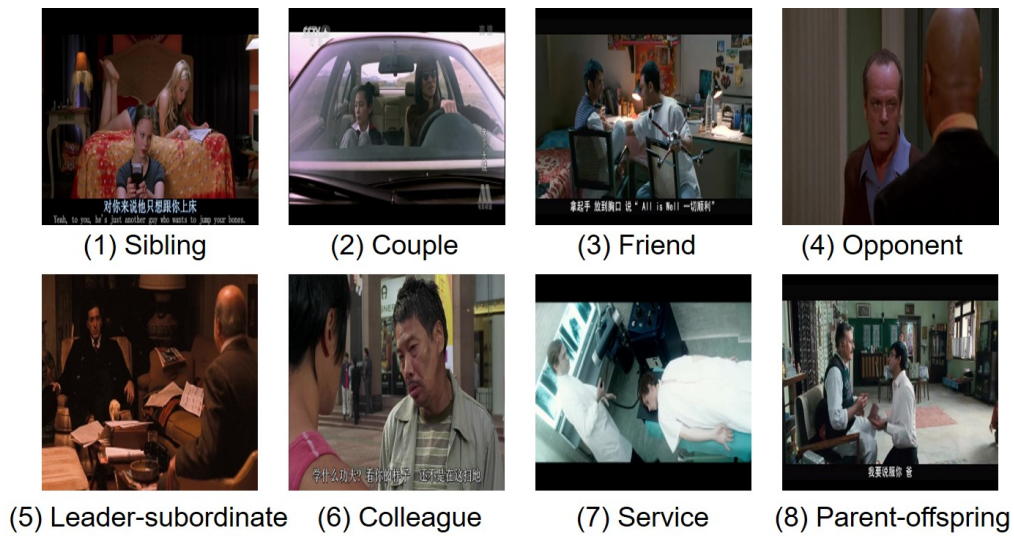 CCTV 6
对你来说他只想跟你上床
Yeah, to you, he's just another guy who wants to jump your bones.
拿起手 放到胸口 说“ All is Well 一切顺利”
(1) Sibling
(2) Couple
(3) Friend
(4) Opponent
学什么功夫? 看你的样子 还不是在这扫地
我要说服你 爸
(5) Leader-subordinate
(6) Colleague
(7) Service
(8) Parent-offspring